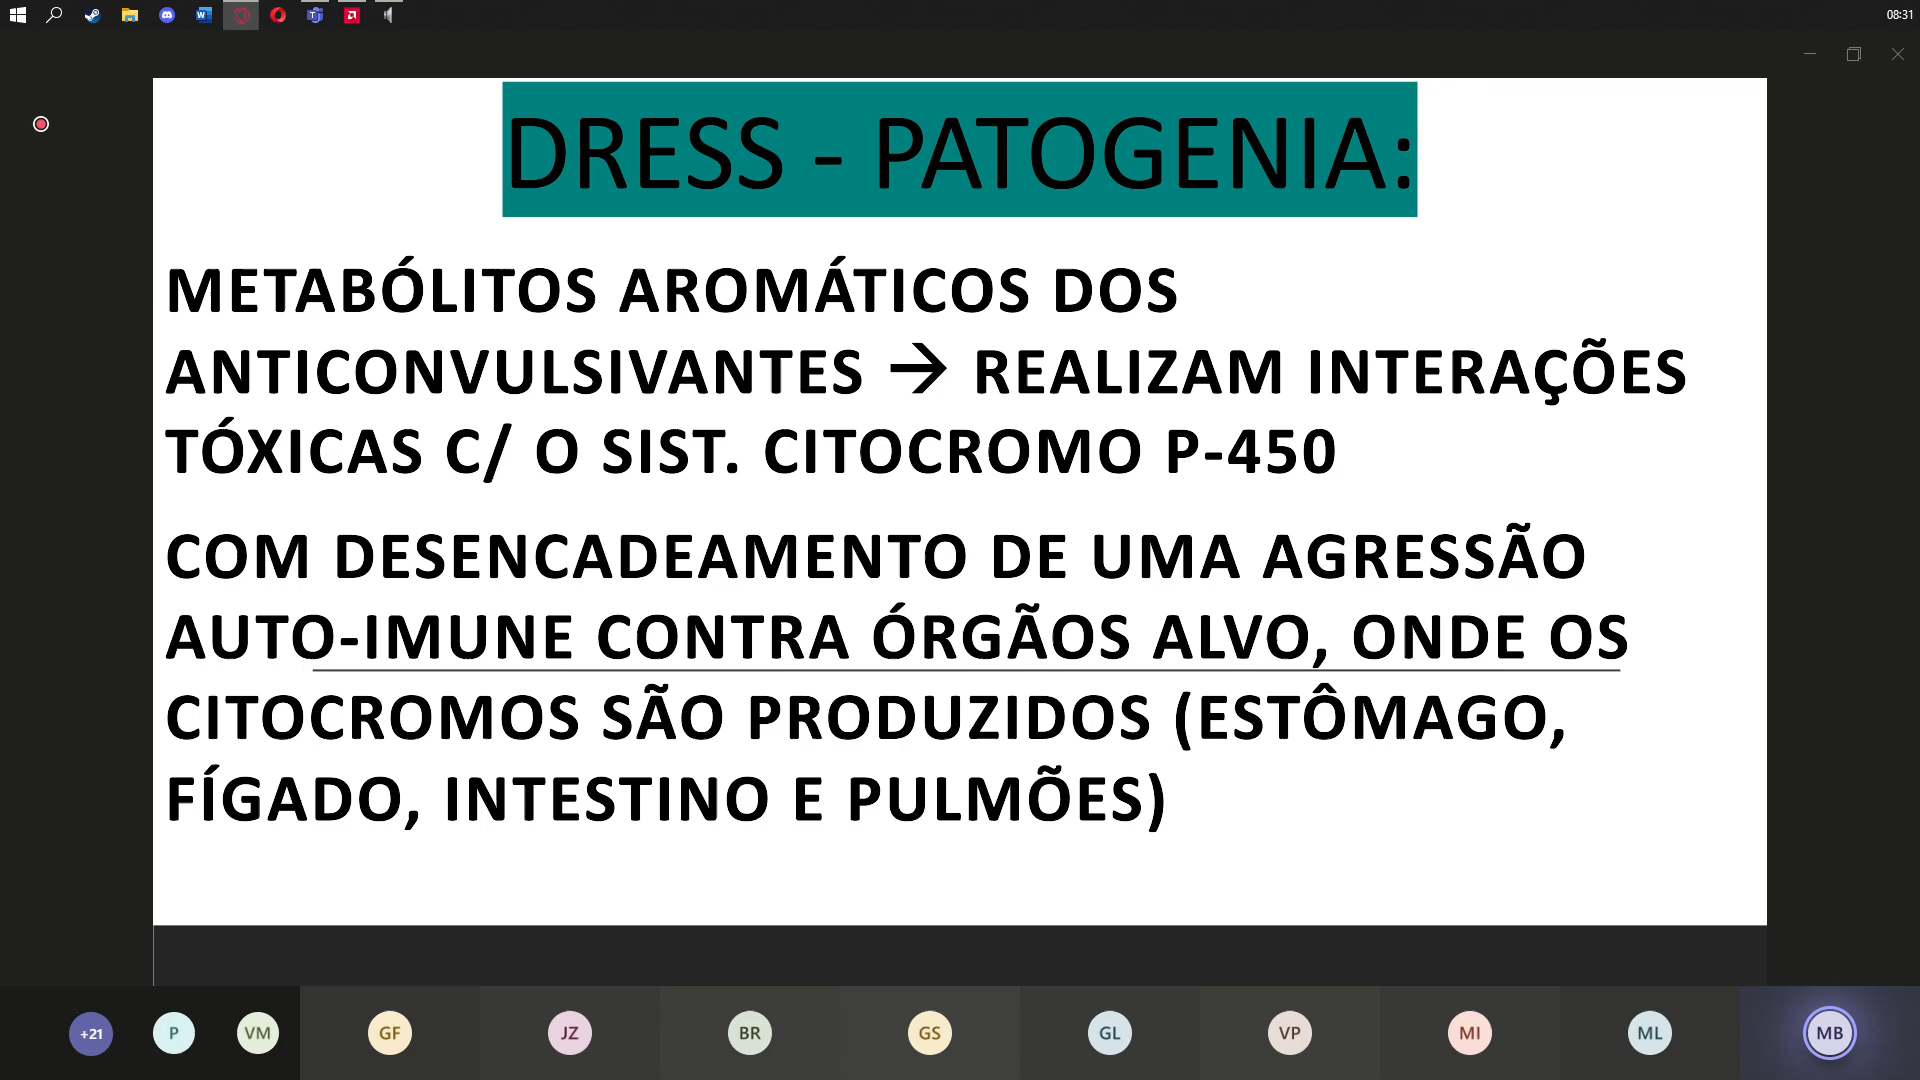 08:31
DRESS - PATOGENIA:
METABÓLITOS AROMÁTICOS DOS
ANTICONVULSIVANTES → REALIZAM INTERAÇÕES
TÓXICAS C/ O SIST. CITOCROMO P-450
COM DESENCADEAMENTO DE UMA AGRESSÃO
AUTO-IMUNE CONTRA ÓRGÃOS ALVO, ONDE OS
CITOCROMOS SÃO PRODUZIDOS (ESTÔMAGO,
FÍGADO, INTESTINO E PULMÕES)
+21 P VM GF JZ BR GS GL VP MI ML MB